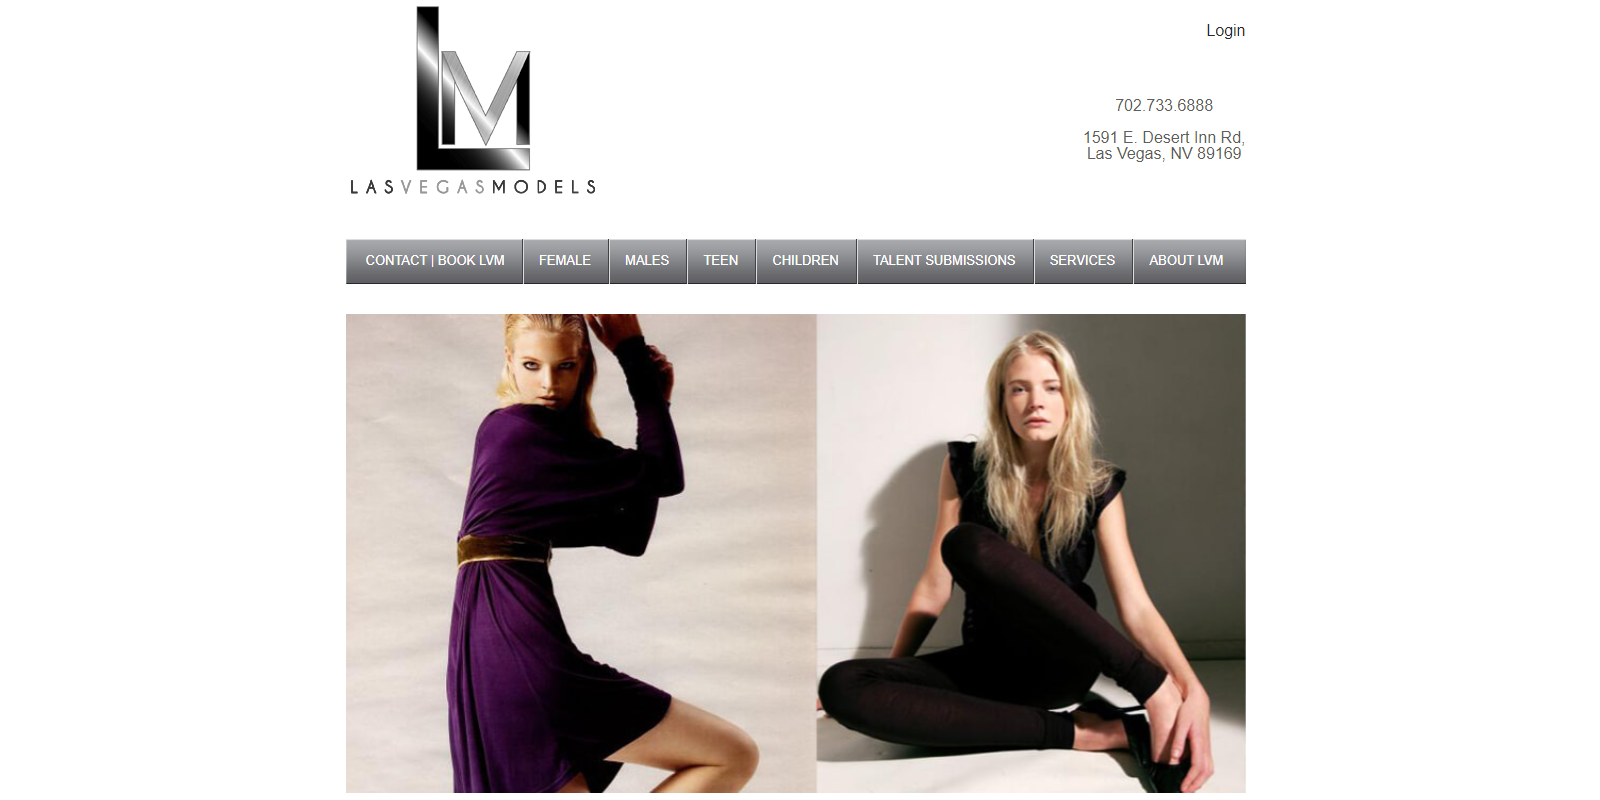 LM
LASVEGASMODELS
Login
702.733.6888
1591 E. Desert Inn Rd,
Las Vegas, NV 89169
CONTACT | BOOK LVM
FEMALE
MALES
TEEN
CHILDREN
TALENT SUBMISSIONS
SERVICES
ABOUT LVM